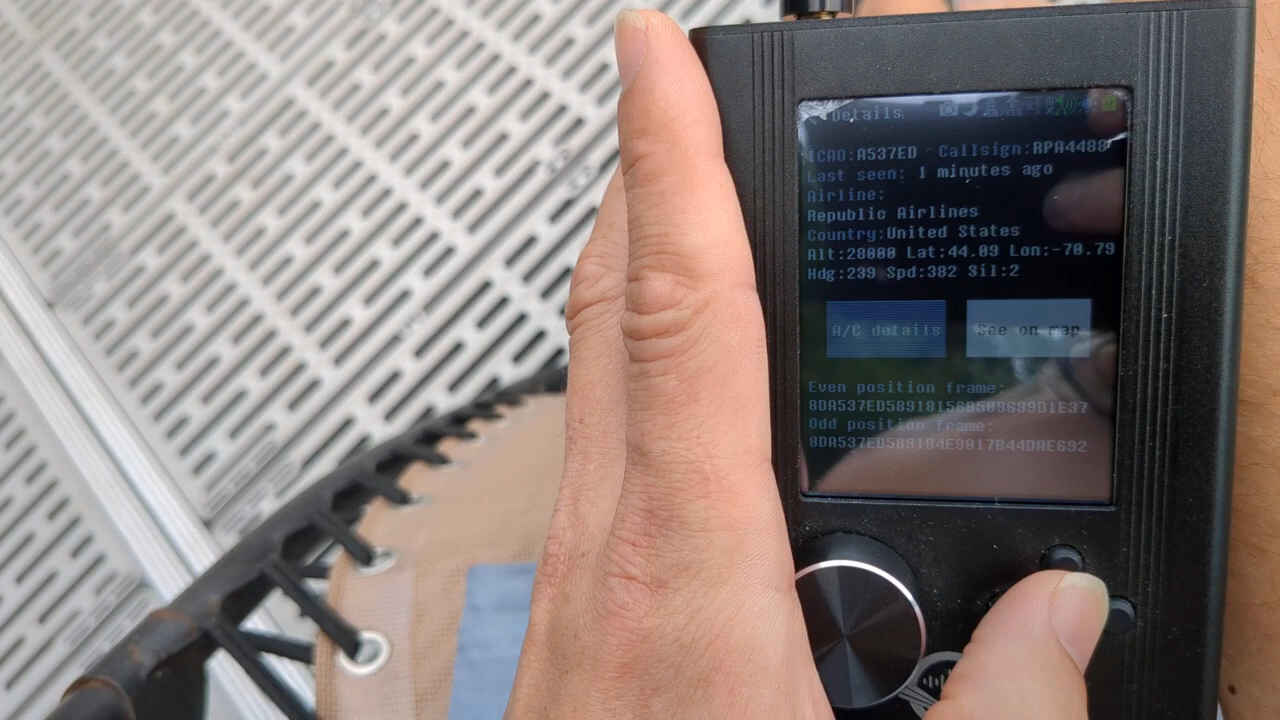 Details
ICAO:A537ED Callsign:RPA4488
Last seen: 1 minutes ago
Airline:
Republic Airlines
Country:United States
Alt:28000 Lat:44.09 Lon:-70.79
Hdg:239 Spd:382 Sil:2
A/C details
See on map
Even position frame:
8DA537ED58918156D509699D1E37
Odd position frame:
8DA537ED589184E9017B44DAE692